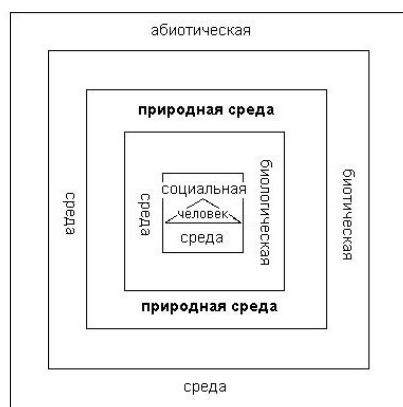 абиотическая
природная среда
среда
среда
социальная
человек
среда
биологическая
биотическая
природная среда
среда